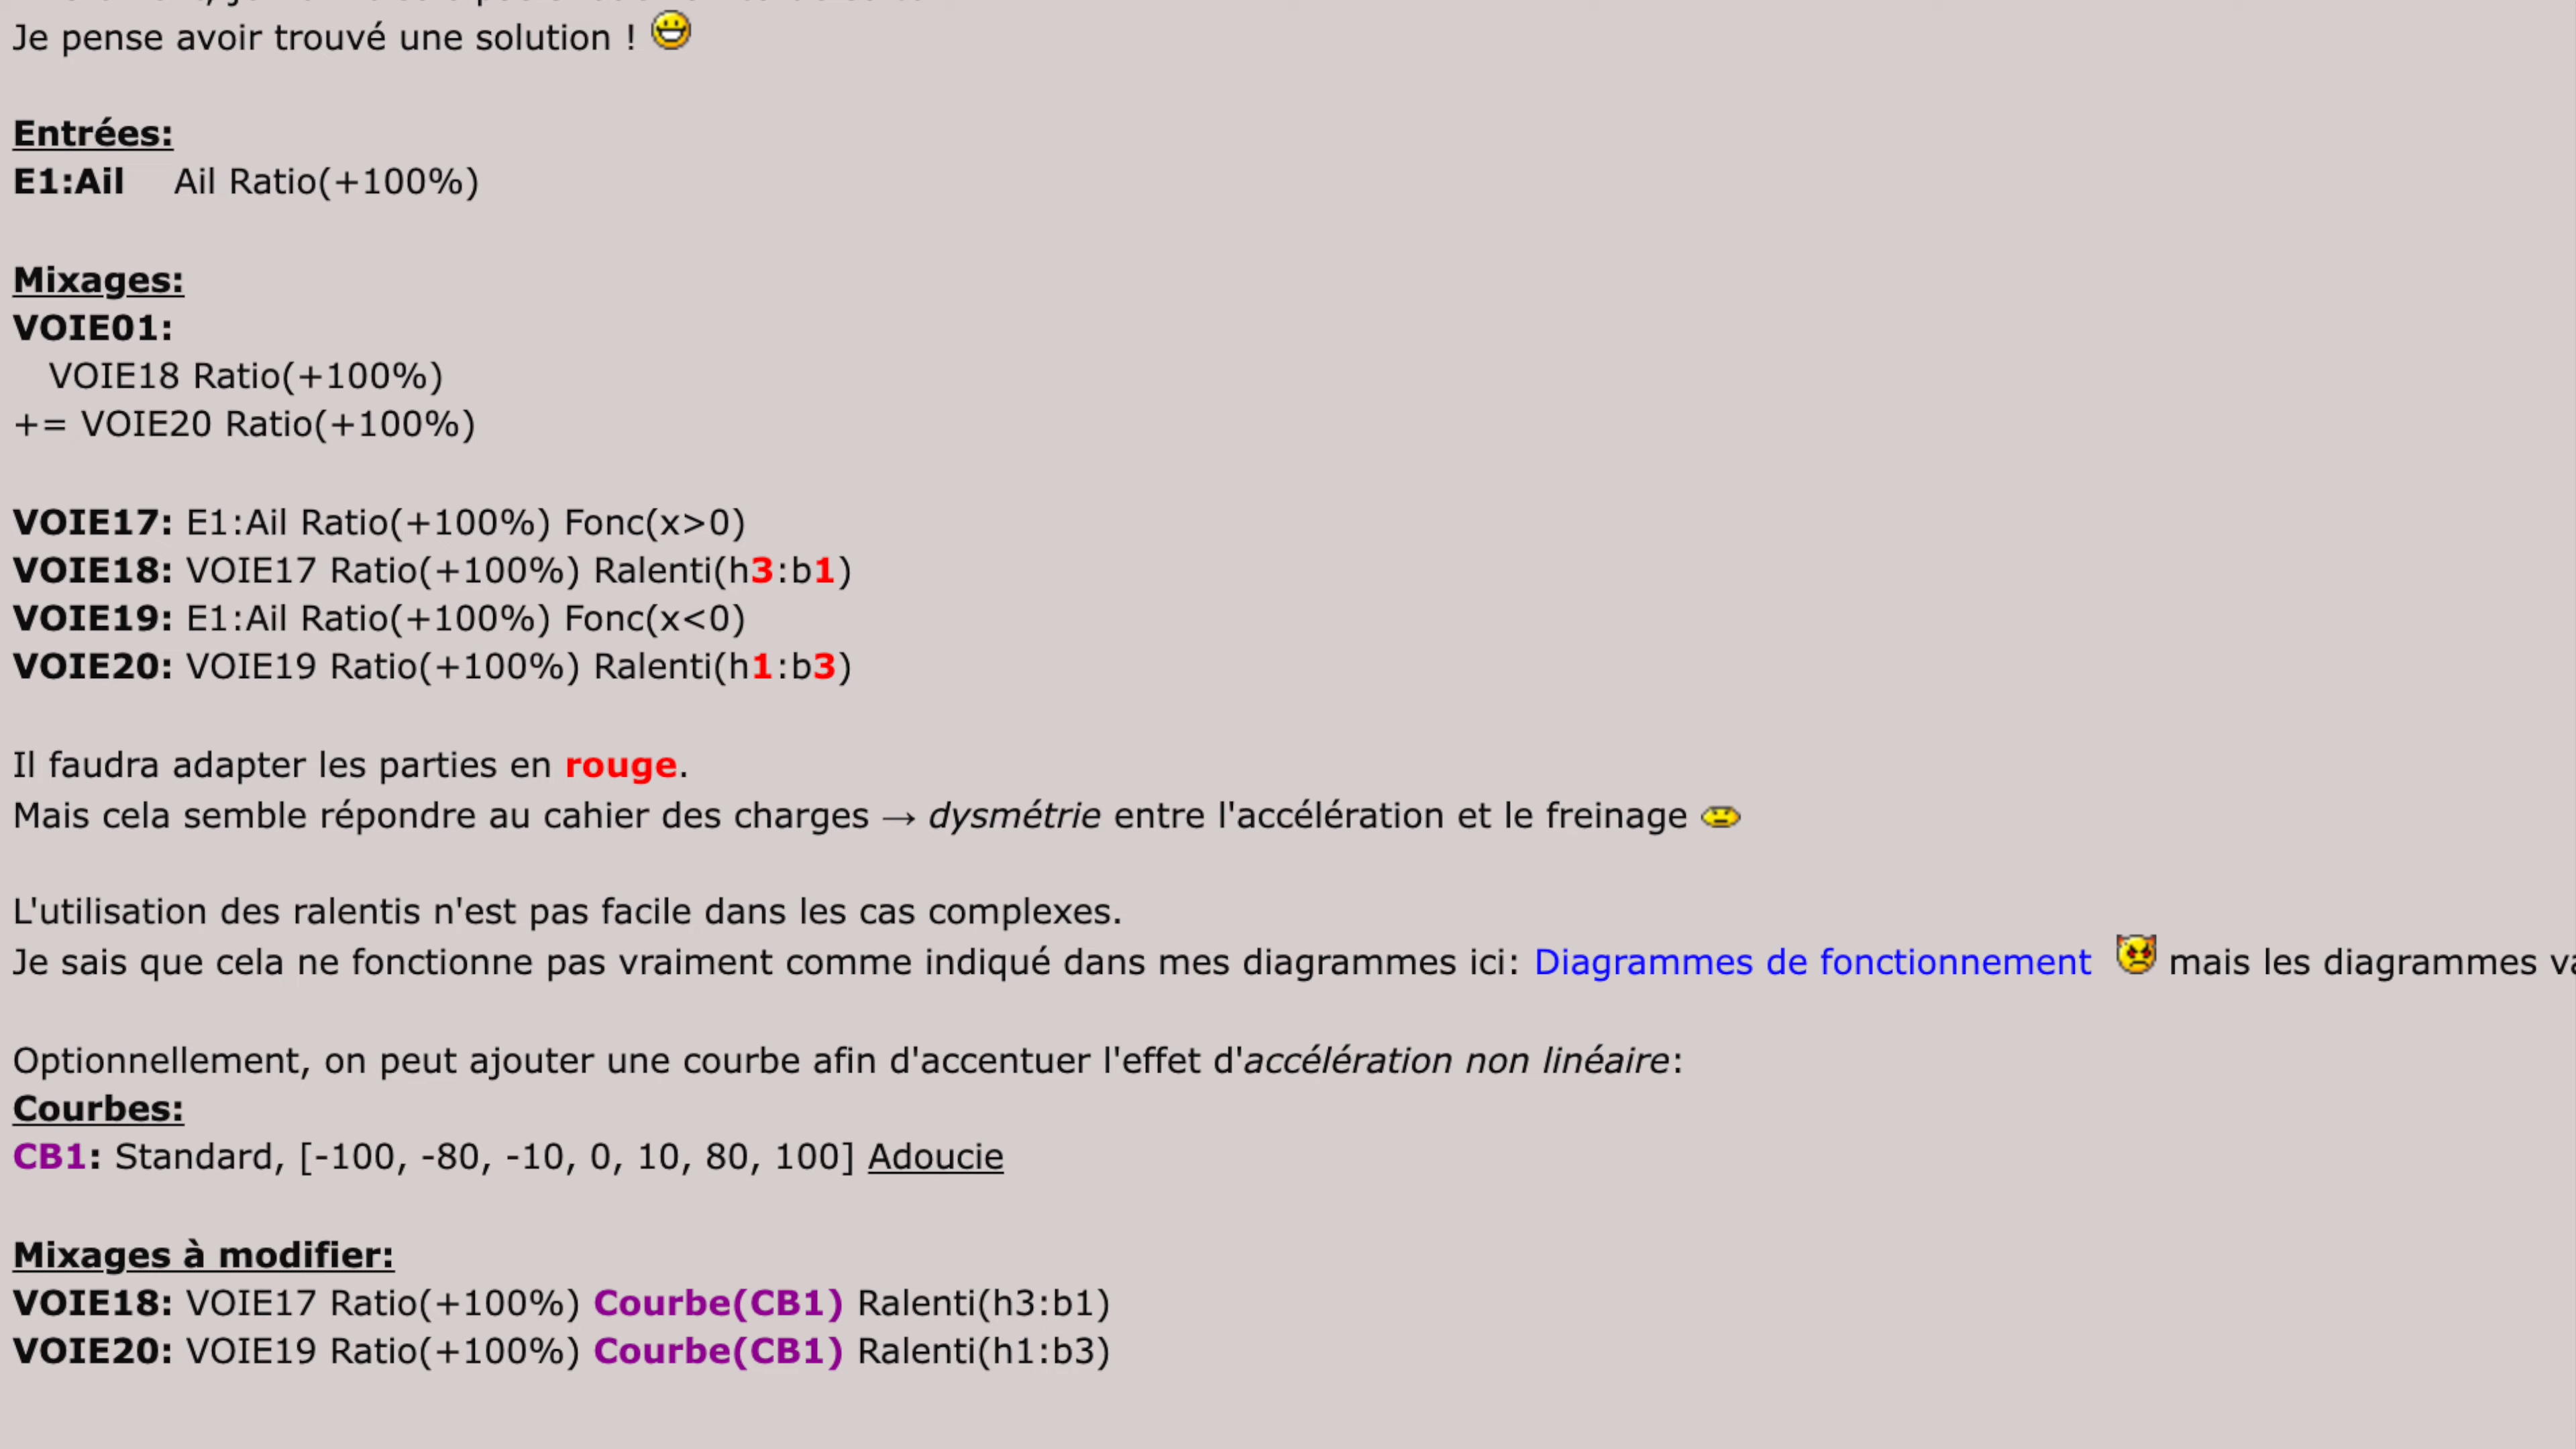 Je pense avoir trouvé une solution !
Entrées:
E1:Ail Ail Ratio(+100%)
Mixages:
VOIE01:
VOIE18 Ratio(+100%)
+= VOIE20 Ratio(+100%)
VOIE17: E1:Ail Ratio(+100%) Fonc(x>0)
VOIE18: VOIE17 Ratio(+100%) Ralenti(h3:b1)
VOIE19: E1:Ail Ratio(+100%) Fonc(x<0)
VOIE20: VOIE19 Ratio(+100%) Ralenti(h1:b3)
Il faudra adapter les parties en rouge.
Mais cela semble répondre au cahier des charges → dysmétrie entre l'accélération et le freinage
L'utilisation des ralentis n'est pas facile dans les cas complexes.
Je sais que cela ne fonctionne pas vraiment comme indiqué dans mes diagrammes ici: Diagrammes de fonctionnement mais les diagrammes
Optionnellement, on peut ajouter une courbe afin d'accentuer l'effet d'accélération non linéaire:
Courbes:
CB1: Standard, [-100, -80, -10, 0, 10, 80, 100] Adoucie
Mixages à modifier:
VOIE18: VOIE17 Ratio(+100%) Courbe(CB1) Ralenti(h3:b1)
VOIE20: VOIE19 Ratio(+100%) Courbe(CB1) Ralenti(h1:b3)